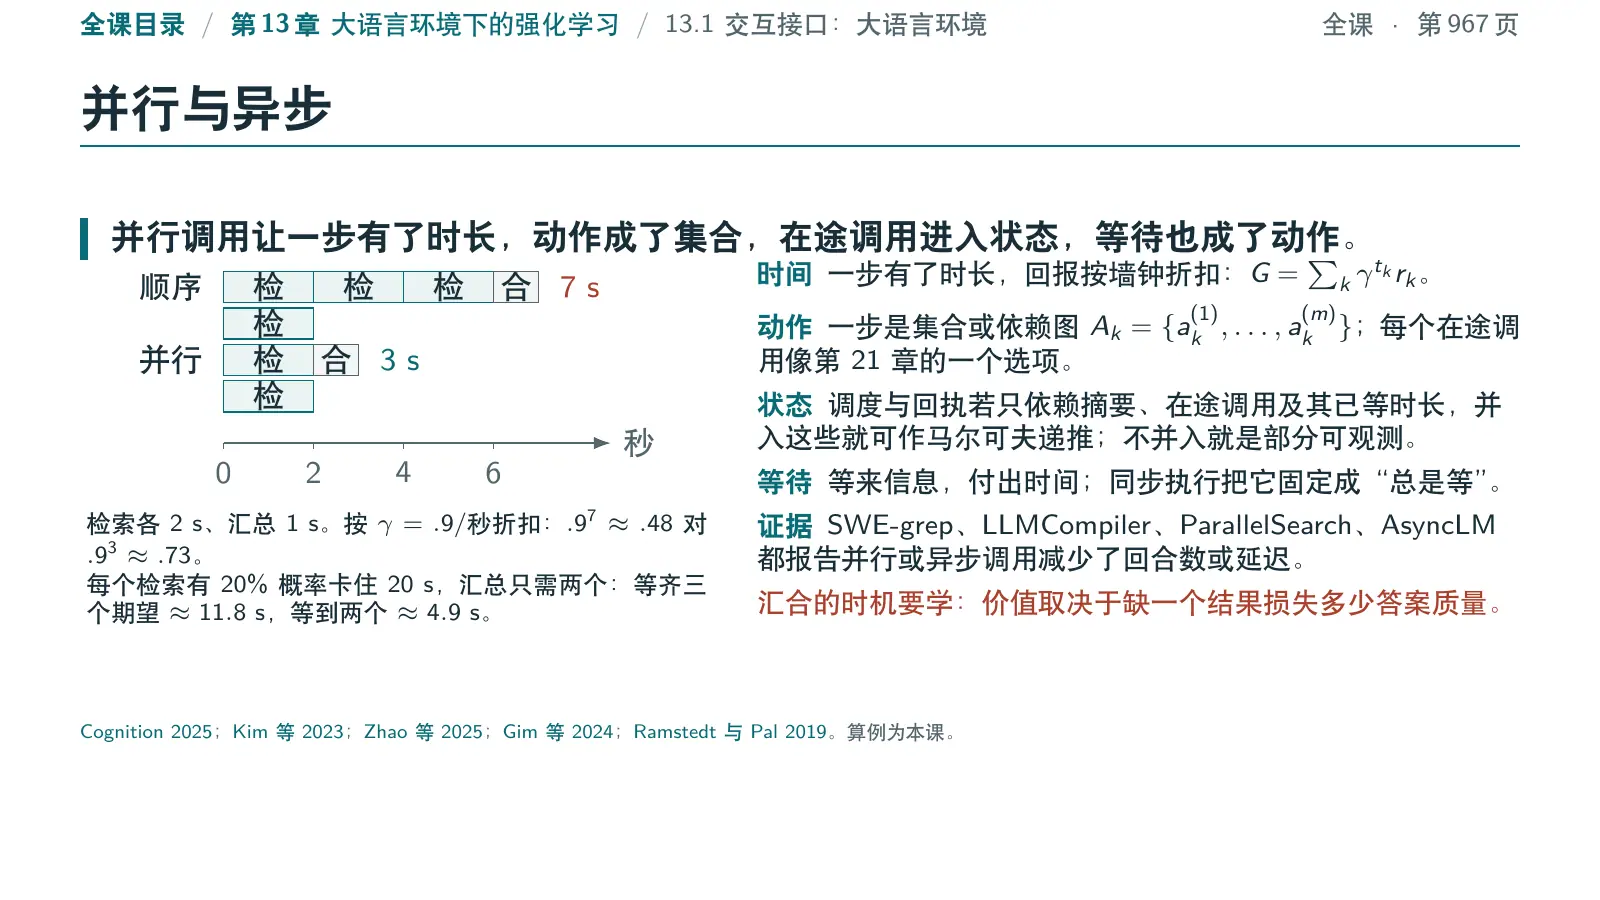 全课目录 / 第 13 章 大语言环境下的强化学习 / 13.1 交互接口：大语言环境
全课 · 第 967 页
并行与异步
并行调用让一步有了时长，动作成了集合，在途调用进入状态，等待也成了动作。
顺序 检 检 检 合 7 s
检
并行 检 合 3 s
检
秒
0 2 4 6
检索各 2 s、汇总 1 s。按 γ = .9/秒折扣：.9⁷ ≈ .48 对
.9³ ≈ .73。
每个检索有 20% 概率卡住 20 s，汇总只需两个：等齐三
个期望 ≈ 11.8 s，等到两个 ≈ 4.9 s。
时间 一步有了时长，回报按墙钟折扣：G = ∑_k γ^{t_k} r_k。
动作 一步是集合或依赖图 A_k = {a_k^{(1)}, . . . , a_k^{(m)}}；每个在途调
用像第 21 章的一个选项。
状态 调度与回执若只依赖摘要、在途调用及其已等时长，并
入这些就可作马尔可夫递推；不并入就是部分可观测。
等待 等来信息，付出时间；同步执行把它固定成“总是等”。
证据 SWE-grep、LLMCompiler、ParallelSearch、AsyncLM
都报告并行或异步调用减少了回合数或延迟。
汇合的时机要学：价值取决于缺一个结果损失多少答案质量。
Cognition 2025；Kim 等 2023；Zhao 等 2025；Gim 等 2024；Ramstedt 与 Pal 2019。算例为本课。